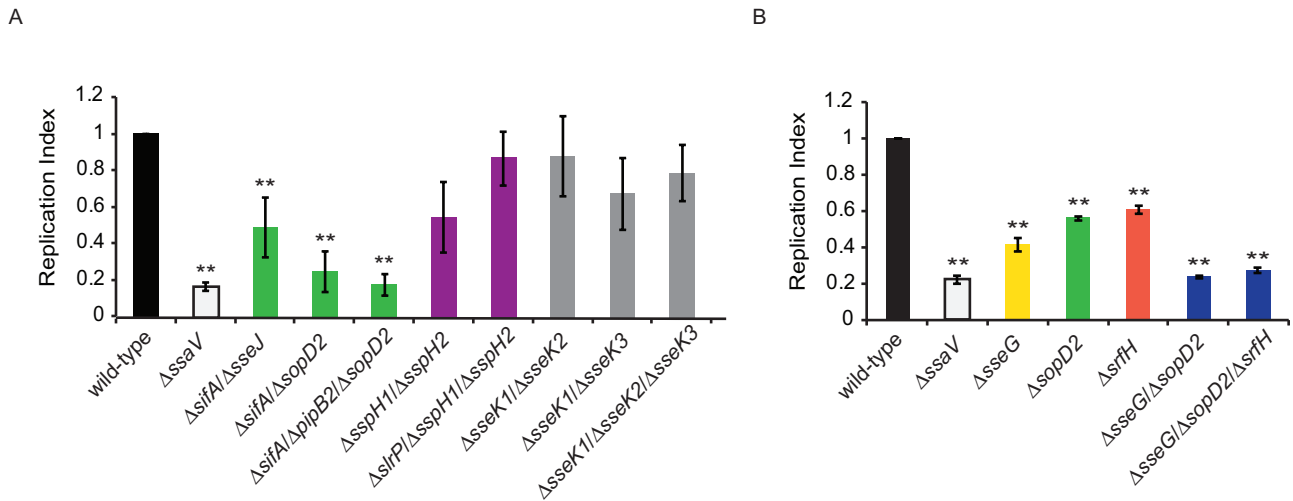 A
B
Replication Index
1.2
1
0.8
0.6
0.4
0.2
0
**
**
**
**
wild-type
ΔssaV
ΔsifA/ΔsseJ
ΔsifA/ΔsopD2
ΔsifA/ΔpipB2/ΔsopD2
ΔsspH1/ΔsspH2
ΔslrP/ΔsspH1/ΔsspH2
ΔsseK1/ΔsseK2
ΔsseK1/ΔsseK3
ΔsseK1/ΔsseK2/ΔsseK3
Replication Index
1.2
1
0.8
0.6
0.4
0.2
0
**
**
**
**
**
**
wild-type
ΔssaV
ΔsseG
ΔsopD2
ΔsrfH
ΔsseG/ΔsopD2
ΔsseG/ΔsopD2/ΔsrfH